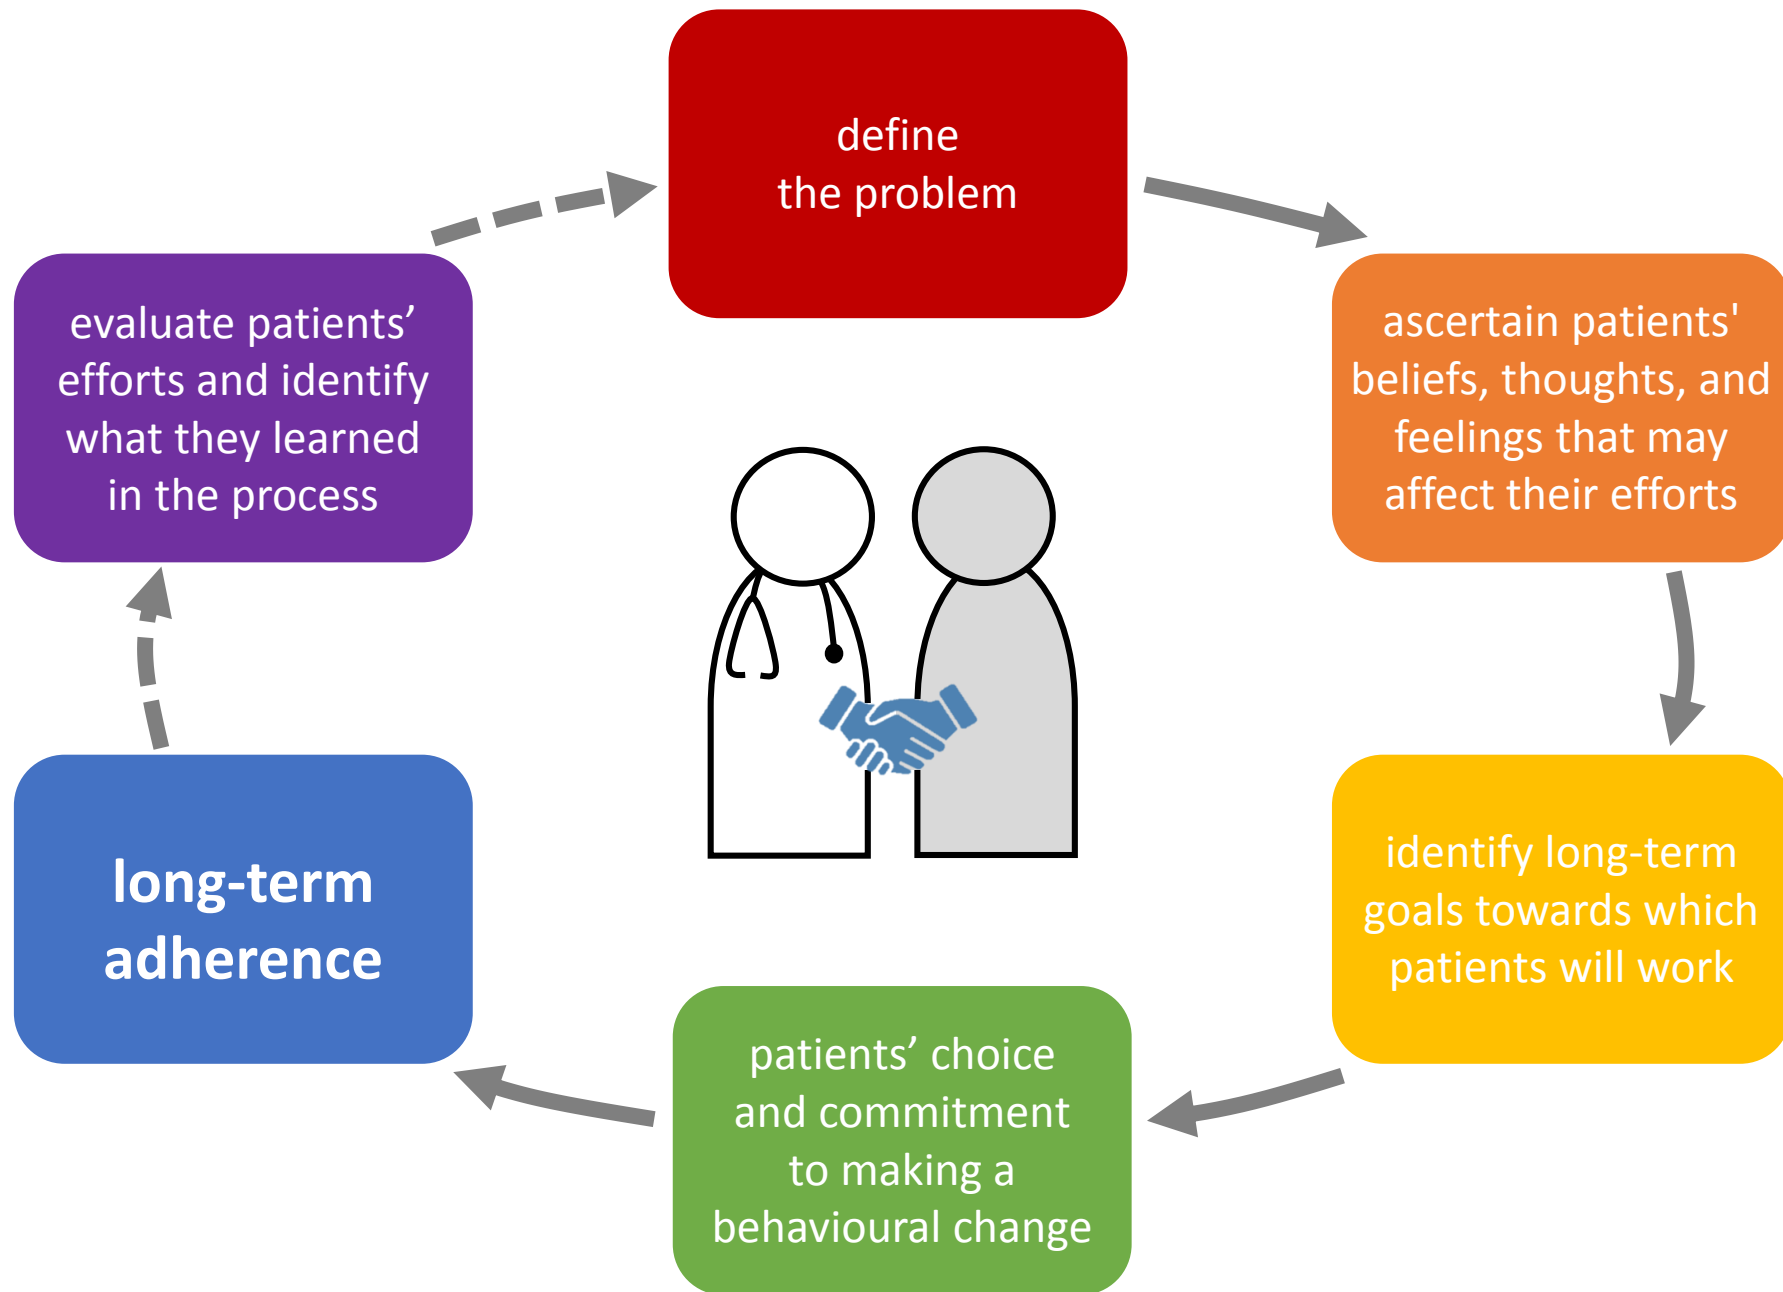 define
the problem
ascertain patients'
beliefs, thoughts, and
feelings that may
affect their efforts
identify long-term
goals towards which
patients will work
patients’ choice
and commitment
to making a
behavioural change
long-term
adherence
evaluate patients’
efforts and identify
what they learned
in the process